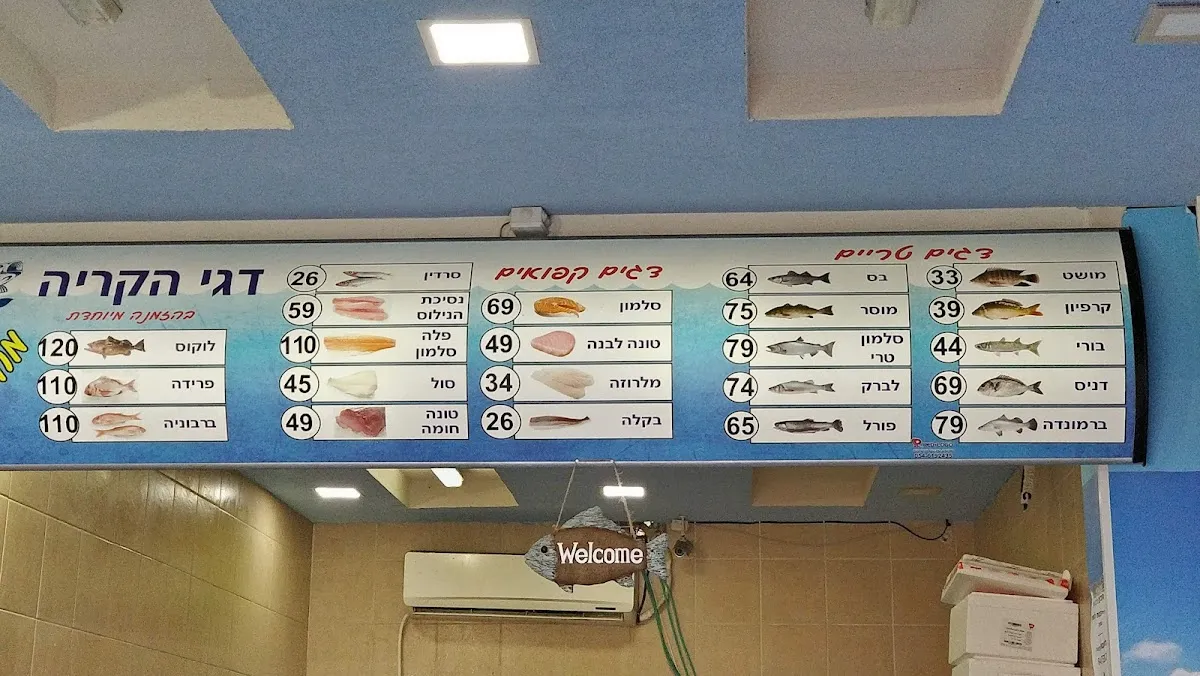 דגים טריים
מושט 33
קרפיון 39
בורי 44
דניס 69
ברמונדה 79
בס 64
מוסר 75
סלמון
טרי 79
לברק 74
פורל 65
דגים קפואים
סלמון 69
טונה לבנה 49
מלרוזה 34
בקלה 26
סרדין 26
נסיכת
הנילוס 59
פלה
סלמון 110
סול 45
טונה
חומה 49
דגי הקריה
בהזמנה מיוחדת
לוקוס 120
פרידה 110
ברבוניה 110
Welcome